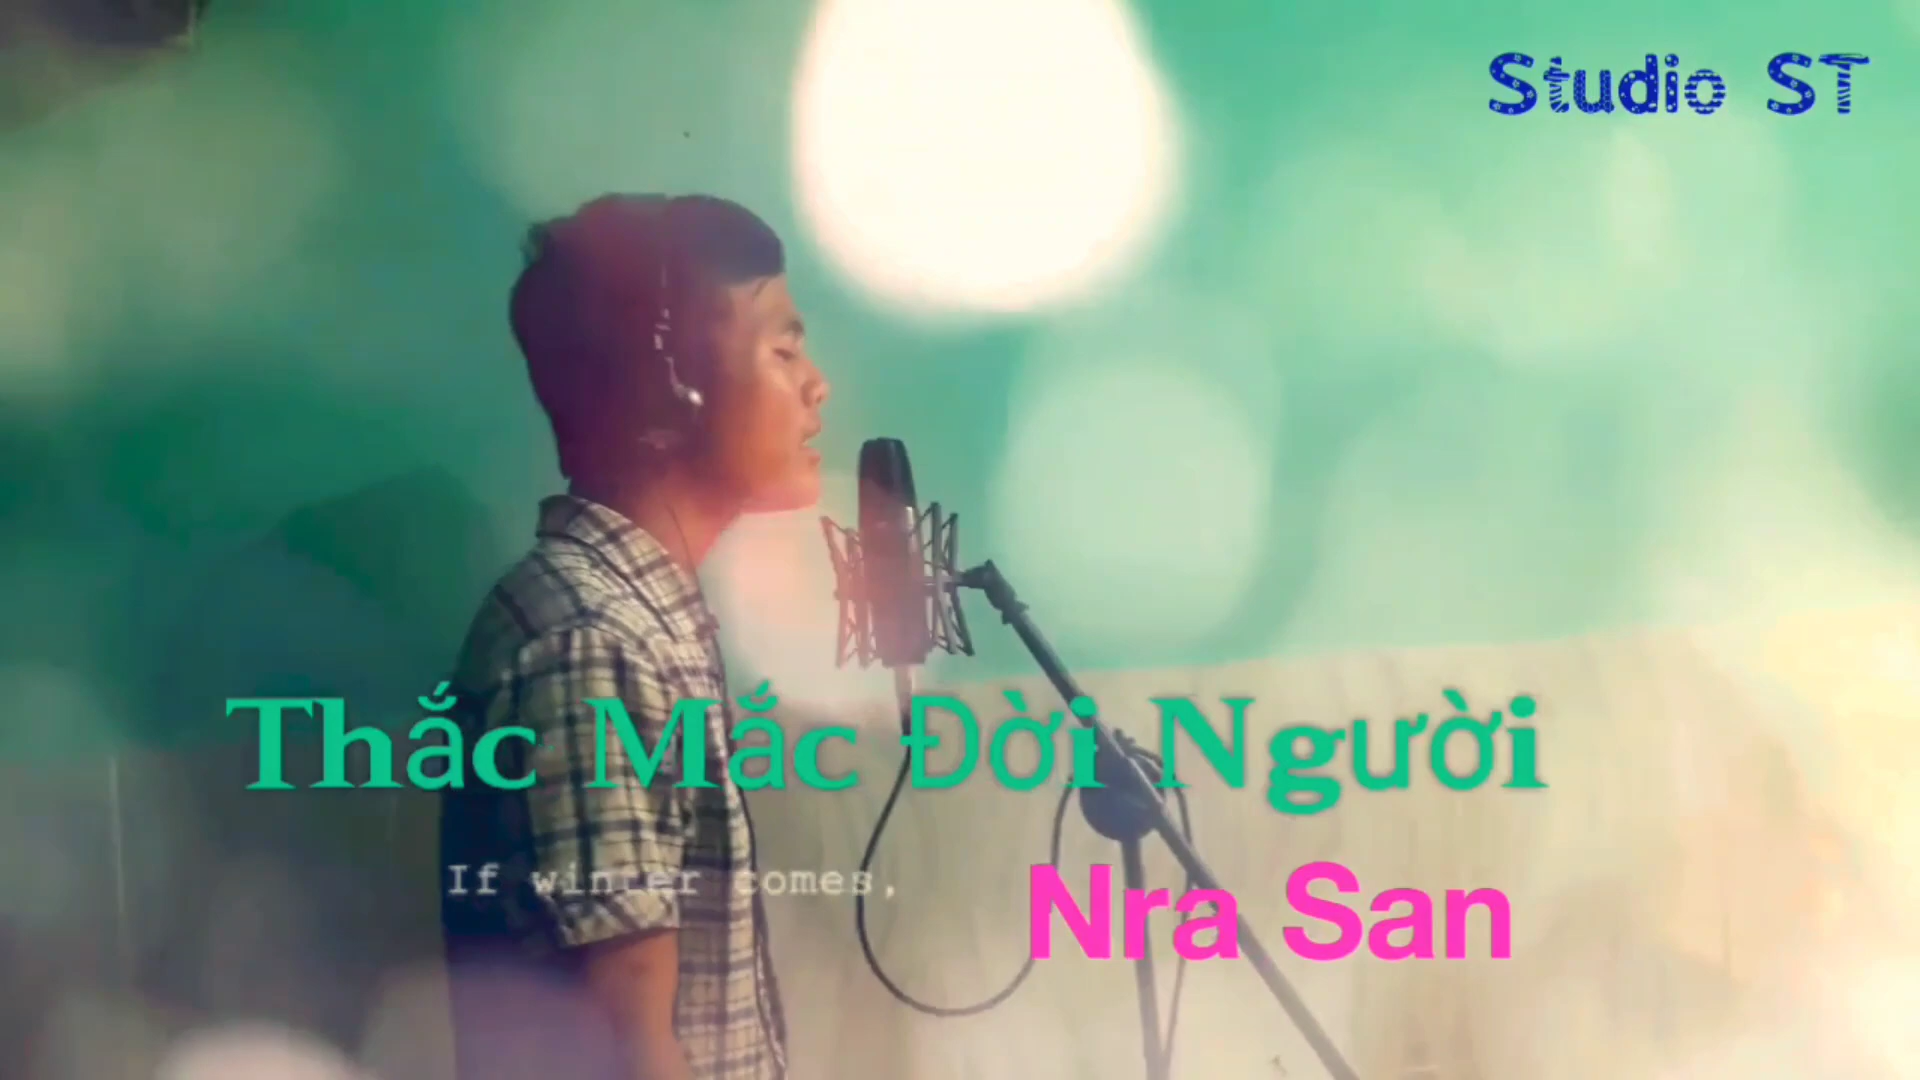 Studio ST
Thắc Mắc Đời Người
If winter comes,
Nra San